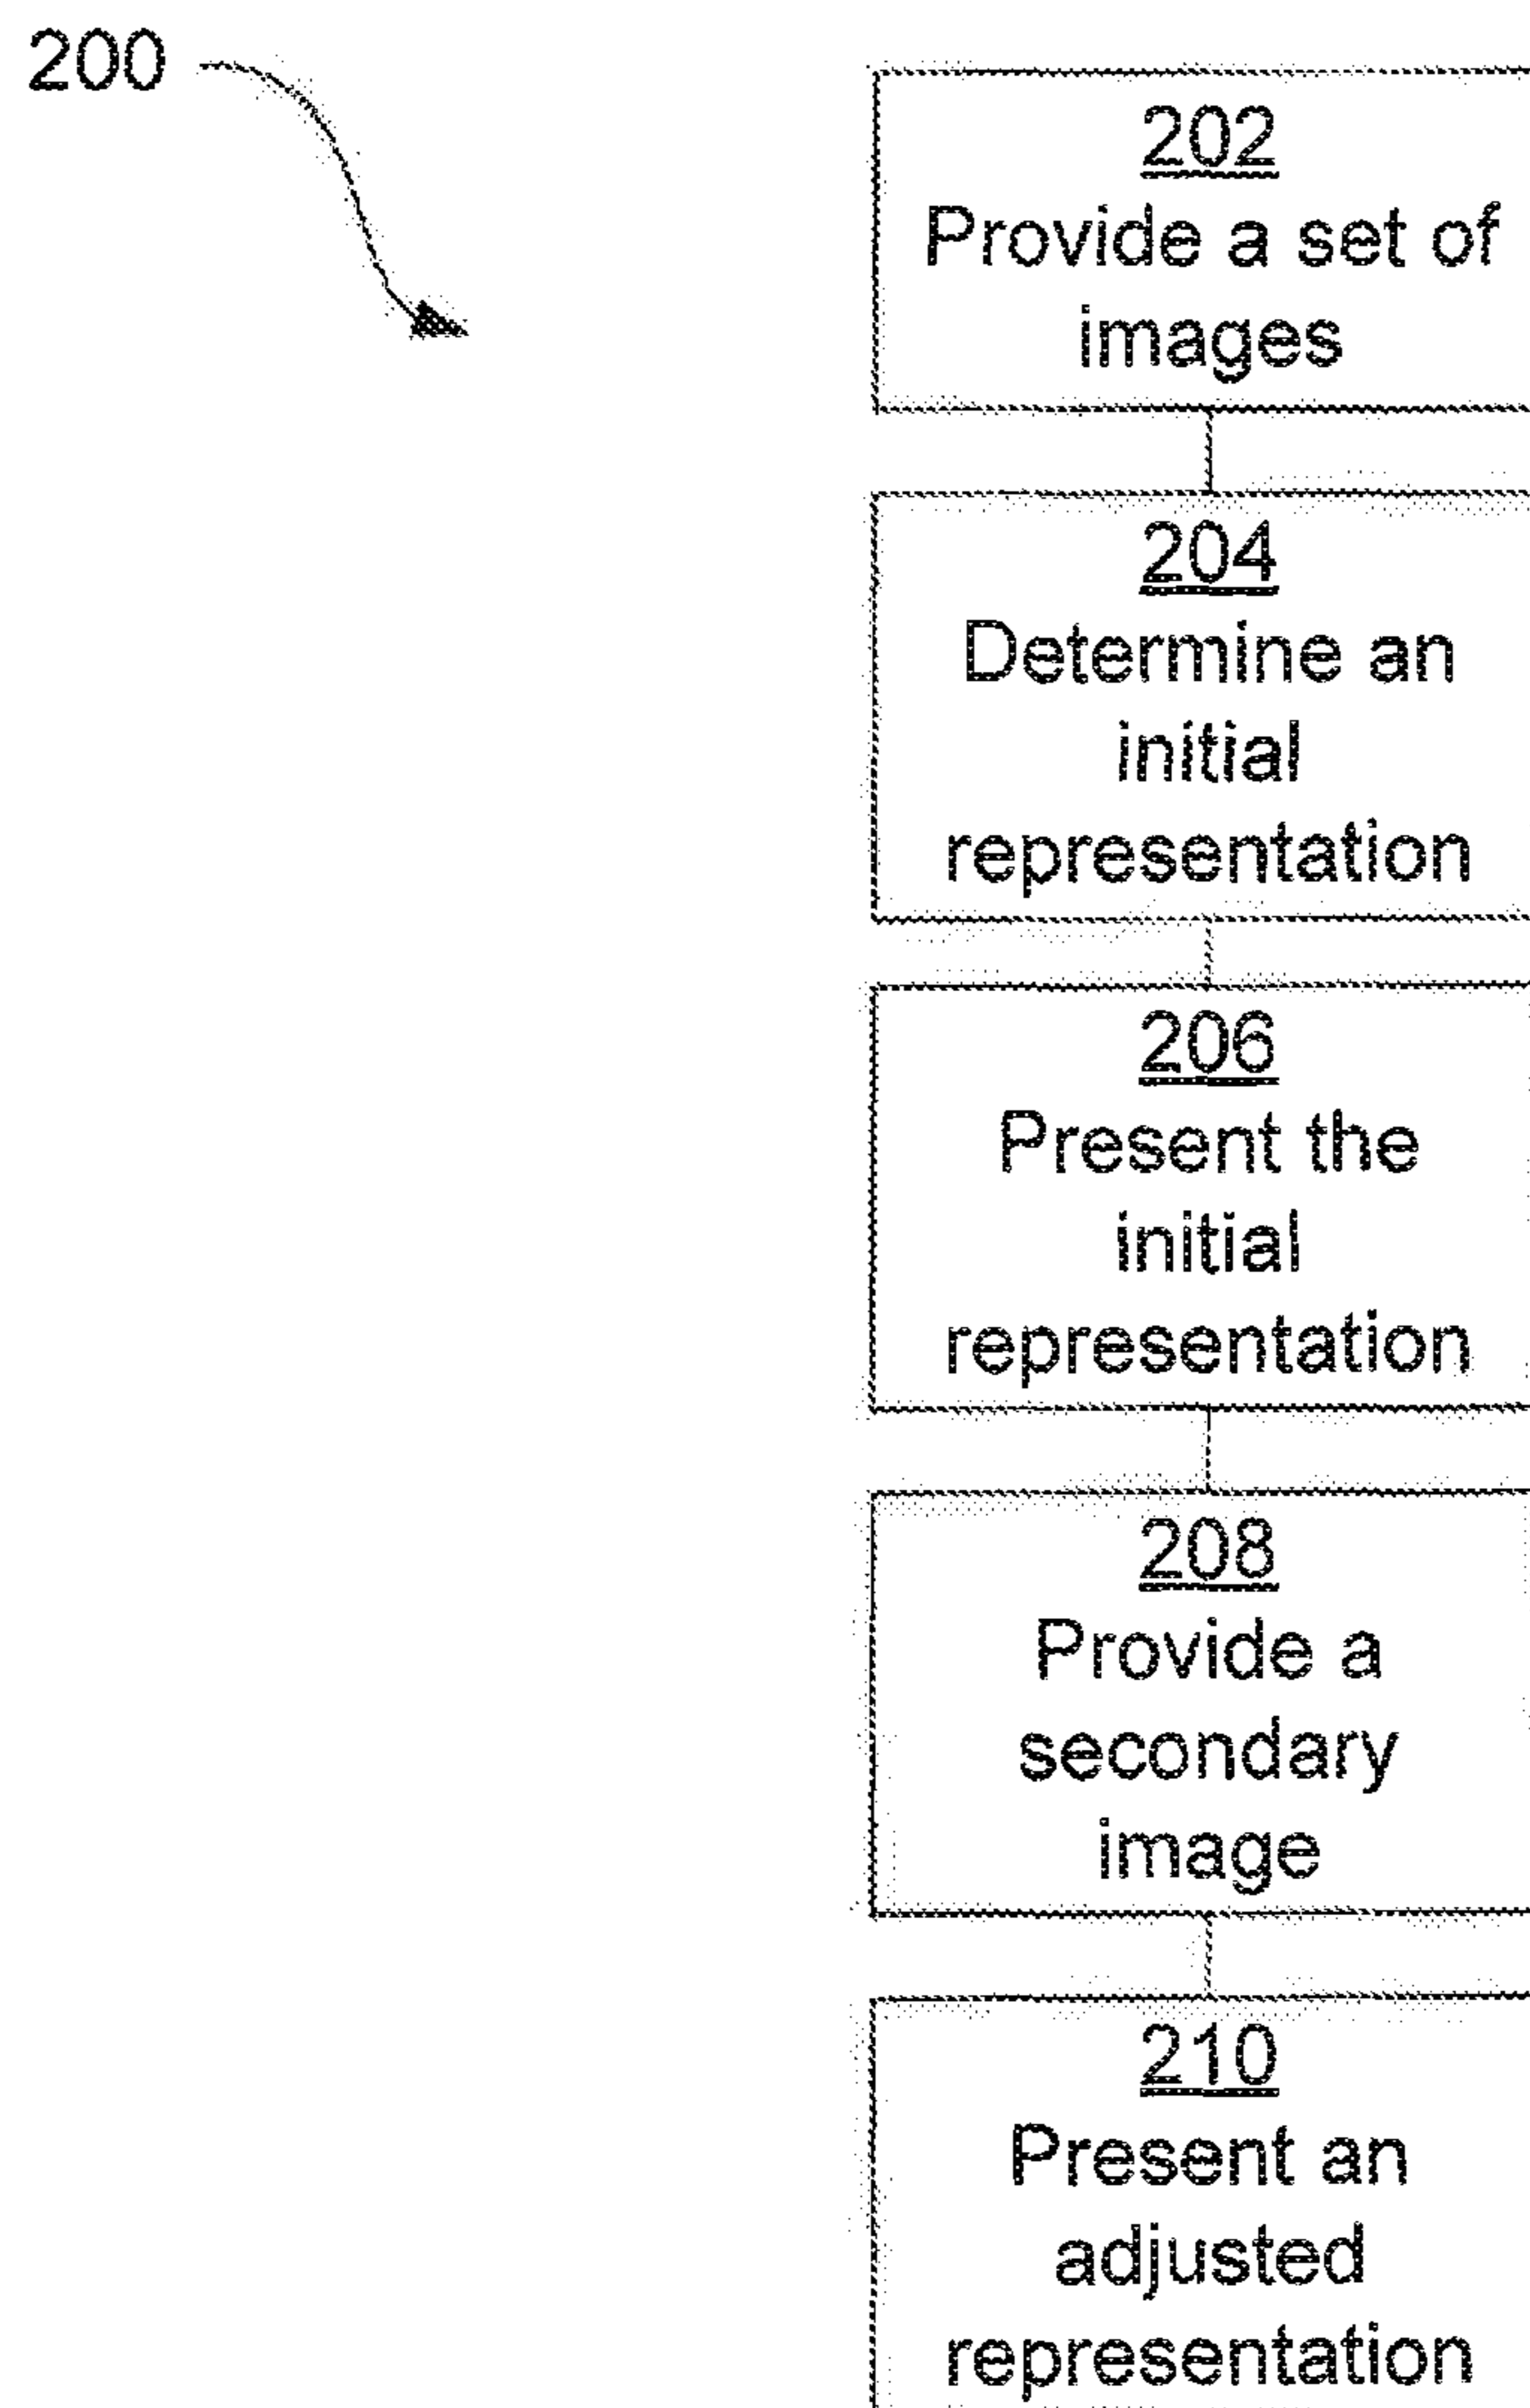 200
202
Provide a set of
images
204
Determine an
initial
representation
206
Present the
initial
representation
208
Provide a
secondary
image
210
Present an
adjusted
representation